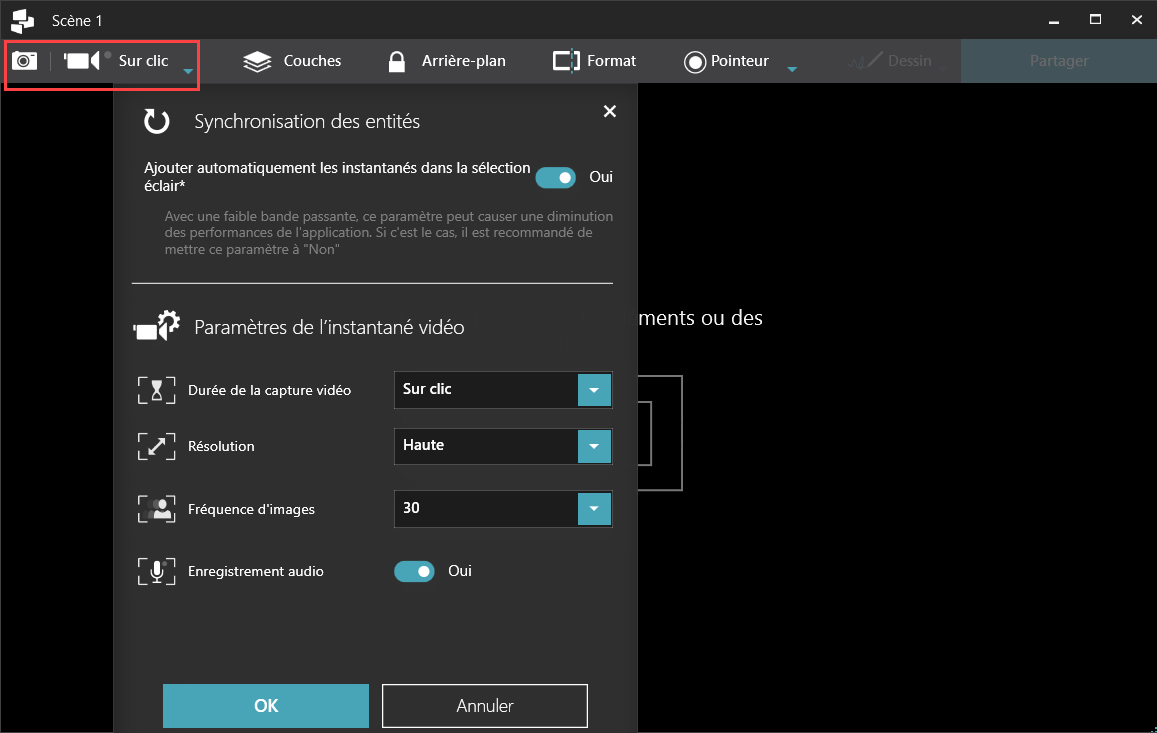 Scène 1
Sur clic
Couches
Arrière-plan
Format
Pointeur
Dessin
Partager
Synchronisation des entités
Ajouter automatiquement les instantanés dans la sélection
éclair*
Oui
Avec une faible bande passante, ce paramètre peut causer une diminution
des performances de l'application. Si c'est le cas, il est recommandé de
mettre ce paramètre à "Non"
Paramètres de l’instantané vidéo
ments ou des
Durée de la capture vidéo
Sur clic
Résolution
Haute
Fréquence d'images
30
Enregistrement audio
Oui
OK
Annuler